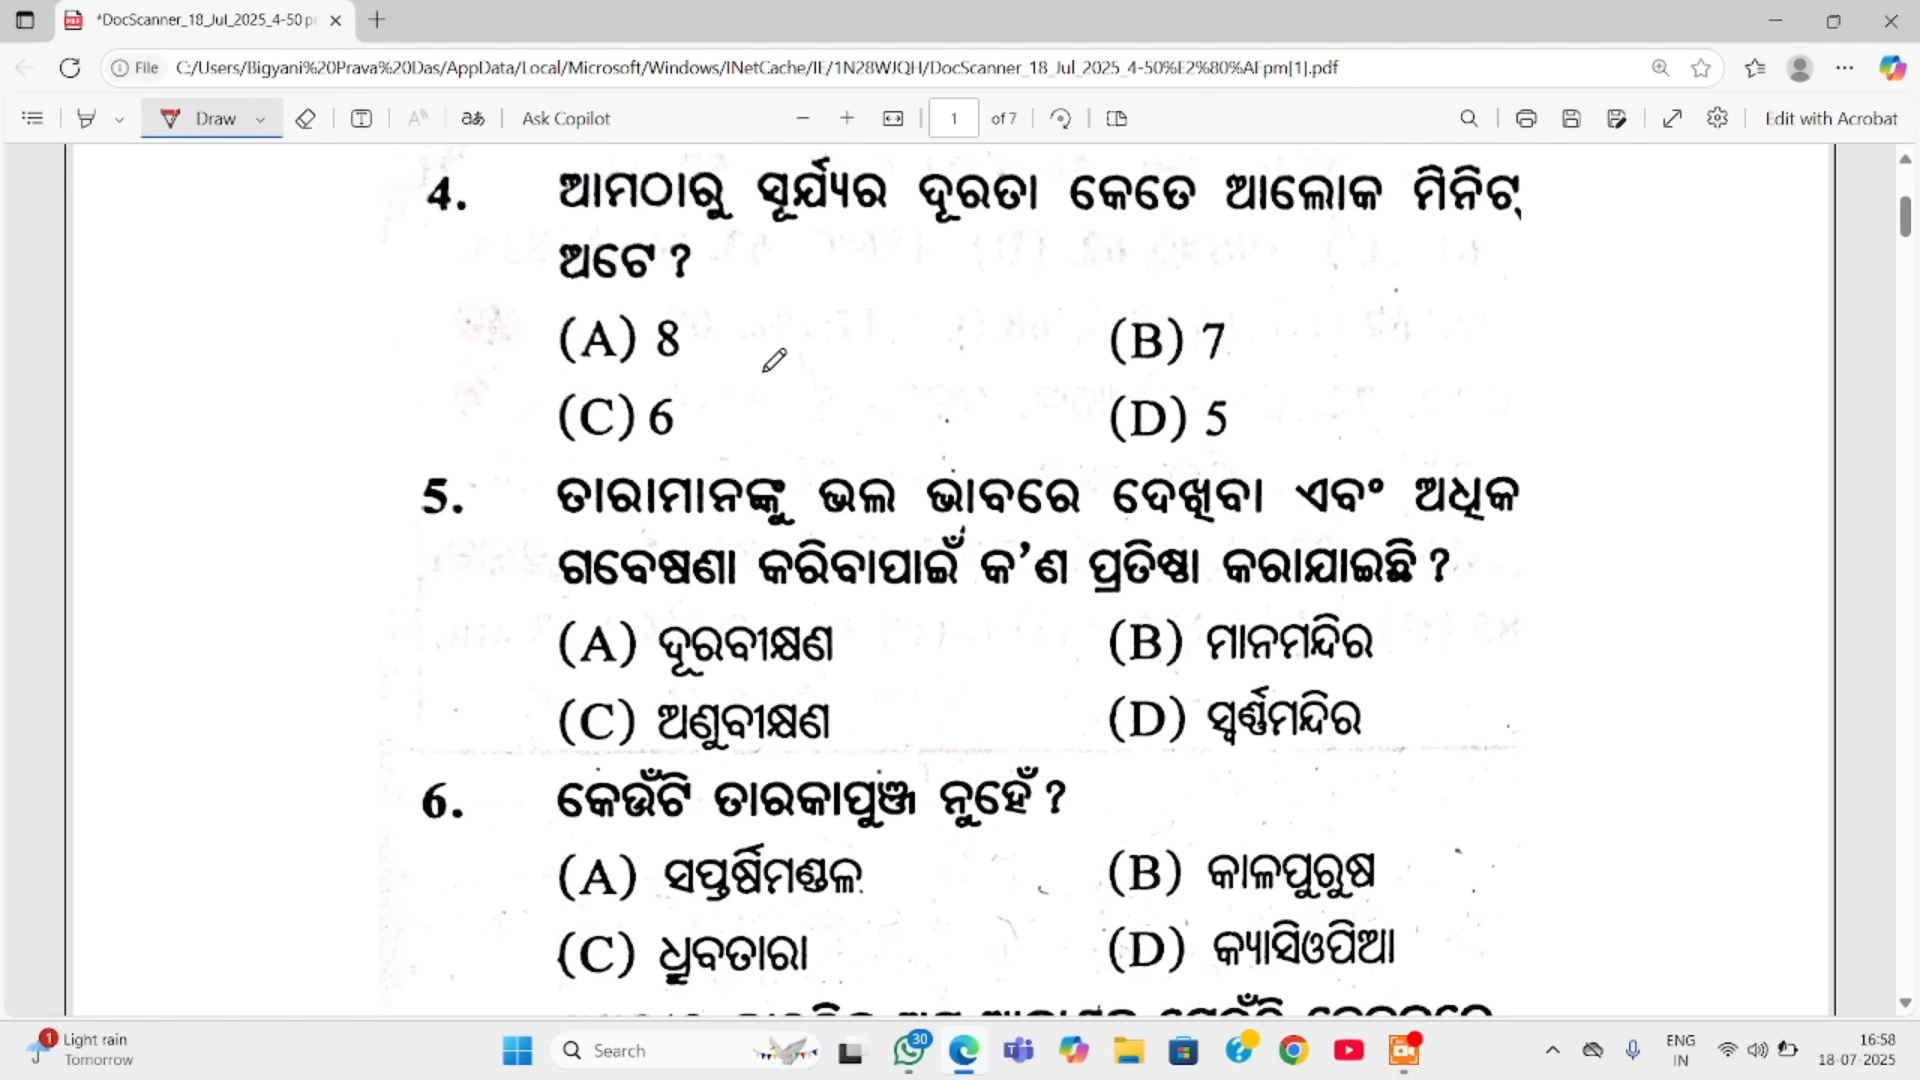 *DocScanner_18_Jul_2025_4-50 p
File C:/Users/Bigyani%20Prava%20Das/AppData/Local/Microsoft/Windows/INetCache/IE/1N28WJQH/DocScanner_18_Jul_2025_4-50%E2%80%AFpm[1].pdf
Draw aあ Ask Copilot 1 of 7 Edit with Acrobat
4. ଆମଠାରୁ ସୂର୍ଯ୍ୟର ଦୂରତା କେତେ ଆଲୋକ ମିନିଟ୍
ଅଟେ ?
(A) 8 (B) 7
(C) 6 (D) 5
5. ତାରାମାନଙ୍କୁ ଭଲ ଭାବରେ ଦେଖିବା ଏବଂ ଅଧିକ
ଗବେଷଣା କରିବାପାଇଁ କ'ଣ ପ୍ରତିଷ୍ଠା କରାଯାଇଛି ?
(A) ଦୂରବୀକ୍ଷଣ (B) ମାନମନ୍ଦିର
(C) ଅଣୁବୀକ୍ଷଣ (D) ସ୍ୱର୍ଣ୍ଣମନ୍ଦିର
6. କେଉଁଟି ତାରକାପୁଞ୍ଜ ନୁହେଁ ?
(A) ସପ୍ତର୍ଷିମଣ୍ଡଳ (B) କାଳପୁରୁଷ
(C) ଧ୍ରୁବତାରା (D) କ୍ୟାସିଓପିଆ
1 Light rain
Tomorrow
Search
30
ENG
IN
16:58
18-07-2025